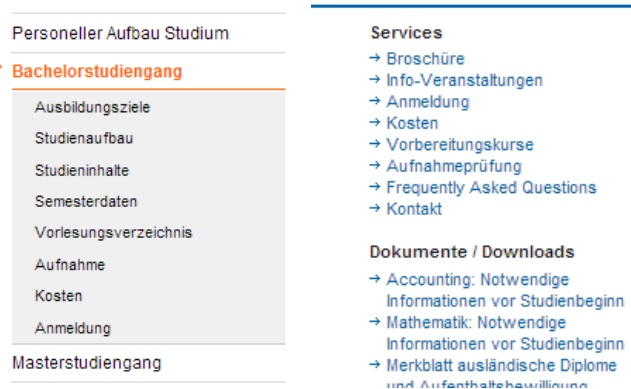 Personeller Aufbau Studium
Bachelorstudiengang
Ausbildungsziele
Studienaufbau
Studieninhalte
Semesterdaten
Vorlesungsverzeichnis
Aufnahme
Kosten
Anmeldung
Masterstudiengang
Services
→ Broschüre
→ Info-Veranstaltungen
→ Anmeldung
→ Kosten
→ Vorbereitungskurse
→ Aufnahmeprüfung
→ Frequently Asked Questions
→ Kontakt
Dokumente / Downloads
→ Accounting: Notwendige
Informationen vor Studienbeginn
→ Mathematik: Notwendige
Informationen vor Studienbeginn
→ Merkblatt ausländische Diplome
und Aufenthaltsbewilligung